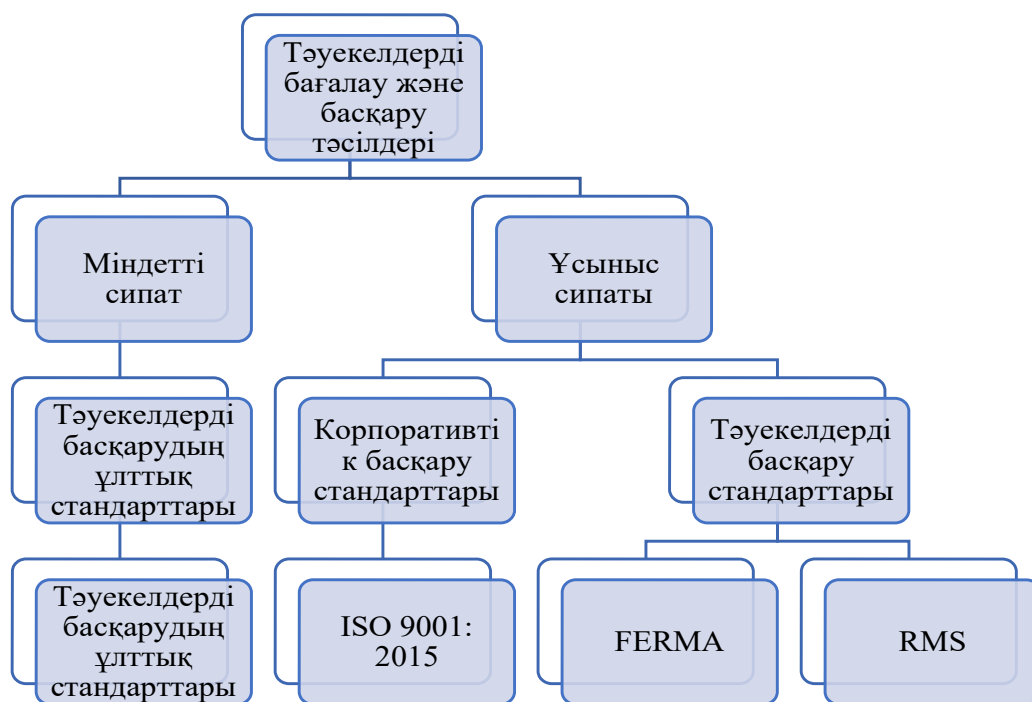 Тәуекелдерді
бағалау және
басқару
тәсілдері
Міндетті
сипат
Ұсыныс
сипаты
Тәуекелдерді
басқарудың
ұлттық
стандарттары
Корпоративті
к басқару
стандарттары
Тәуекелдерді
басқару
стандарттары
Тәуекелдерді
басқарудың
ұлттық
стандарттары
ISO 9001:
2015
FERMA
RMS